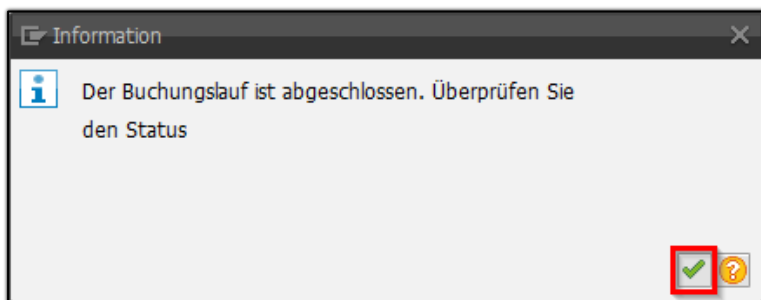 Information
Der Buchungslauf ist abgeschlossen. Überprüfen Sie
den Status